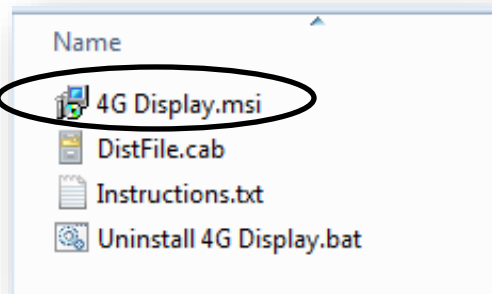 Name
4G Display.msi
DistFile.cab
Instructions.txt
Uninstall 4G Display.bat